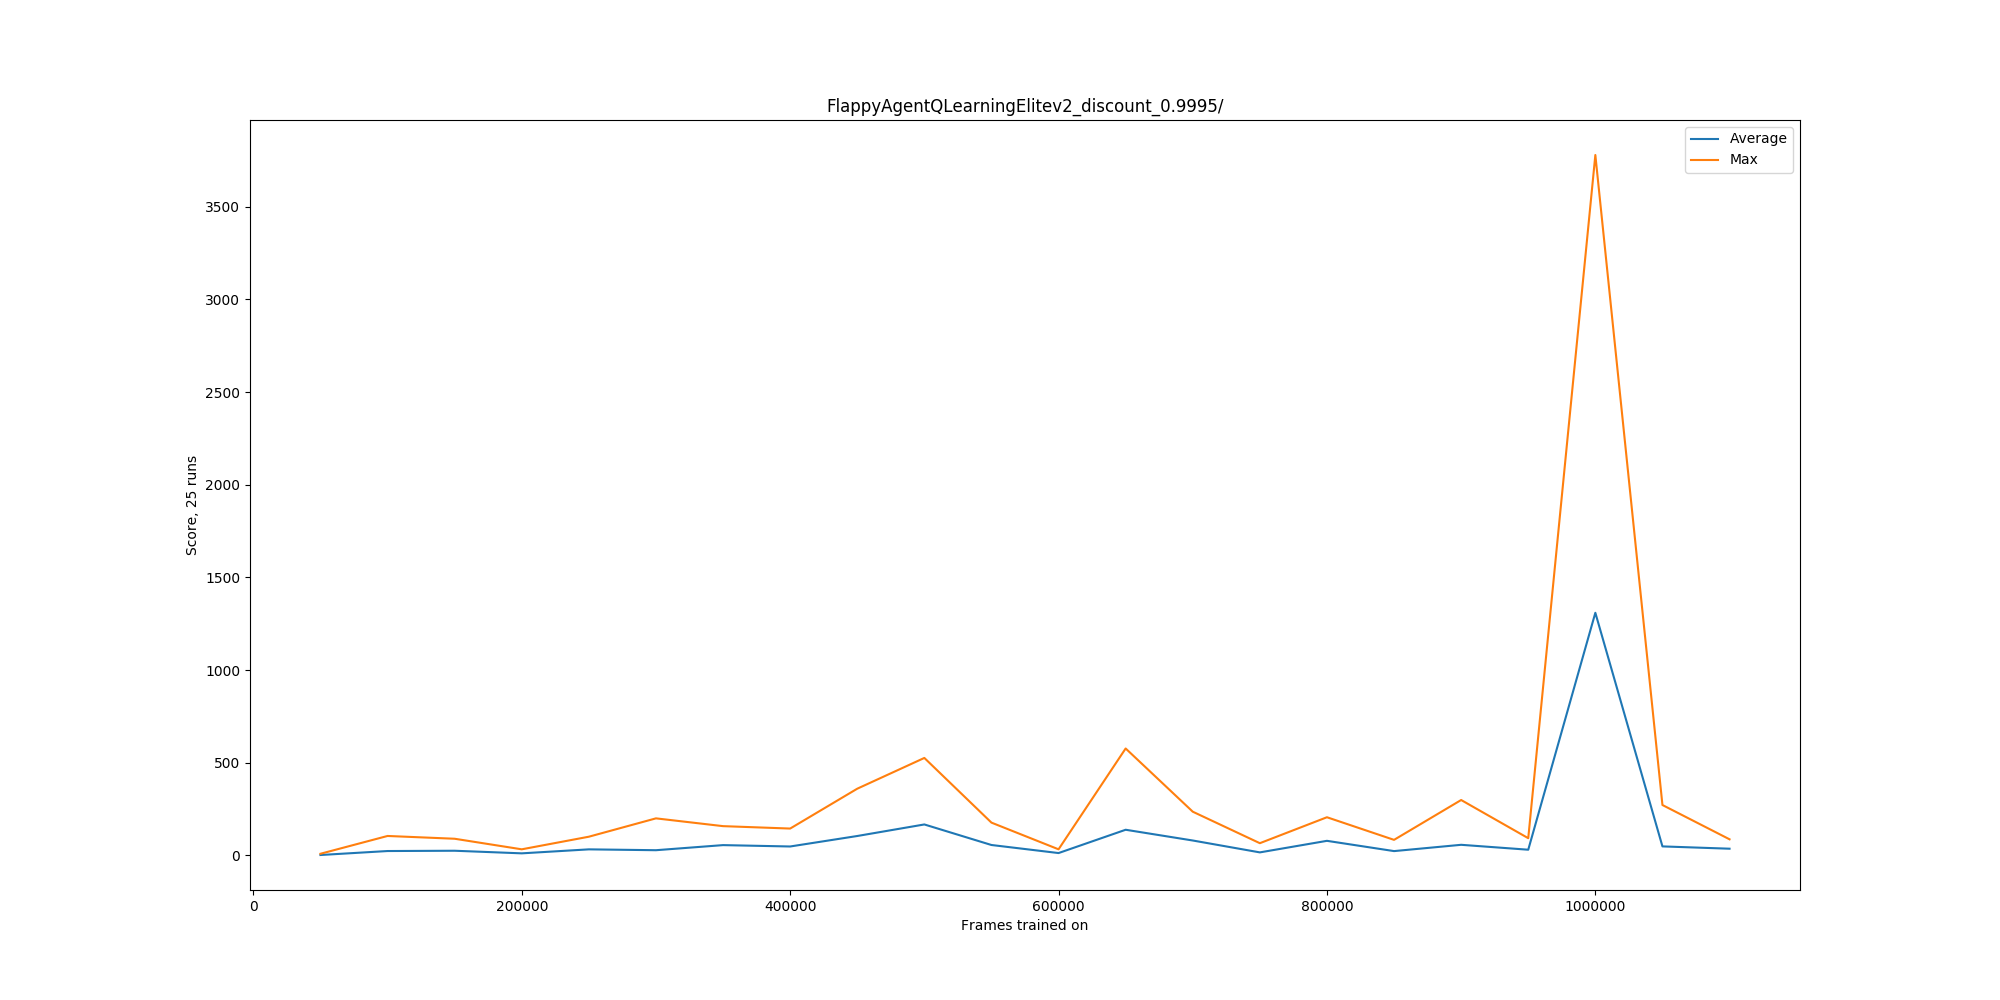 FlappyAgentQLearningElitev2_discount_0.9995/
Average
Max
3500
3000
2500
2000
1500
1000
500
0
Score, 25 runs
0
200000
400000
600000
800000
1000000
Frames trained on